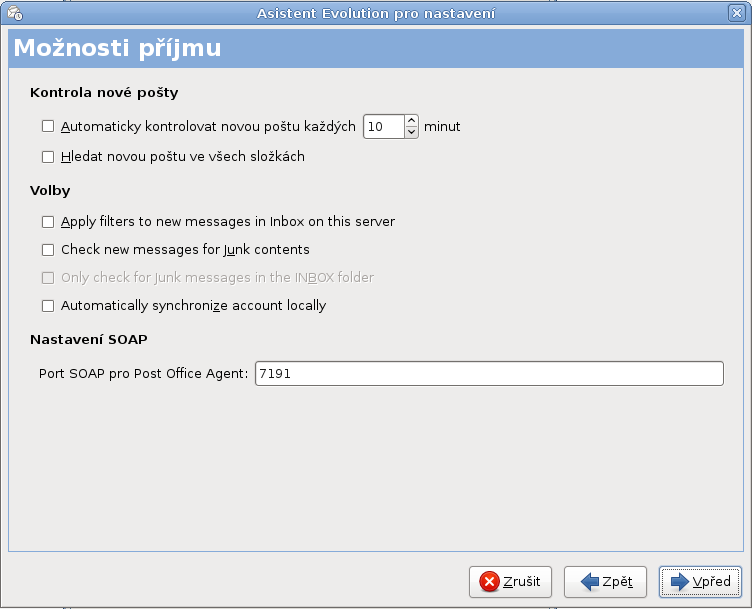 Asistent Evolution pro nastavení
Možnosti příjmu
Kontrola nové pošty
Automaticky kontrolovat novou poštu každých 10 minut
Hledat novou poštu ve všech složkách
Volby
Apply filters to new messages in Inbox on this server
Check new messages for Junk contents
Only check for Junk messages in the INBOX folder
Automatically synchronize account locally
Nastavení SOAP
Port SOAP pro Post Office Agent: 7191
Zrušit Zpět Vpřed